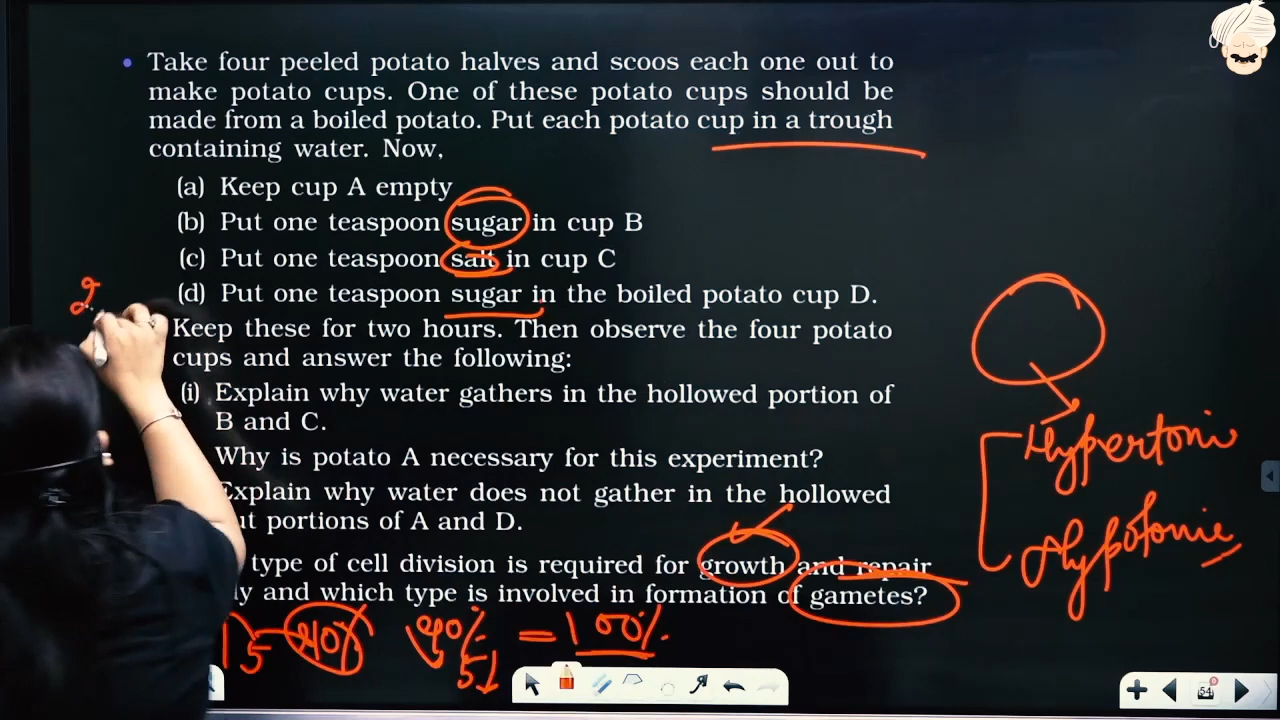 • Take four peeled potato halves and scoos each one out to
make potato cups. One of these potato cups should be
made from a boiled potato. Put each potato cup in a trough
containing water. Now,
(a) Keep cup A empty
(b) Put one teaspoon sugar in cup B
(c) Put one teaspoon salt in cup C
(d) Put one teaspoon sugar in the boiled potato cup D.
2
Keep these for two hours. Then observe the four potato
cups and answer the following:
(i) Explain why water gathers in the hollowed portion of
B and C.
Why is potato A necessary for this experiment?
Explain why water does not gather in the hollowed
ut portions of A and D.
type of cell division is required for growth and repair
y and which type is involved in formation of gametes?
Hypertonic
Hypotonic
= 100%
54